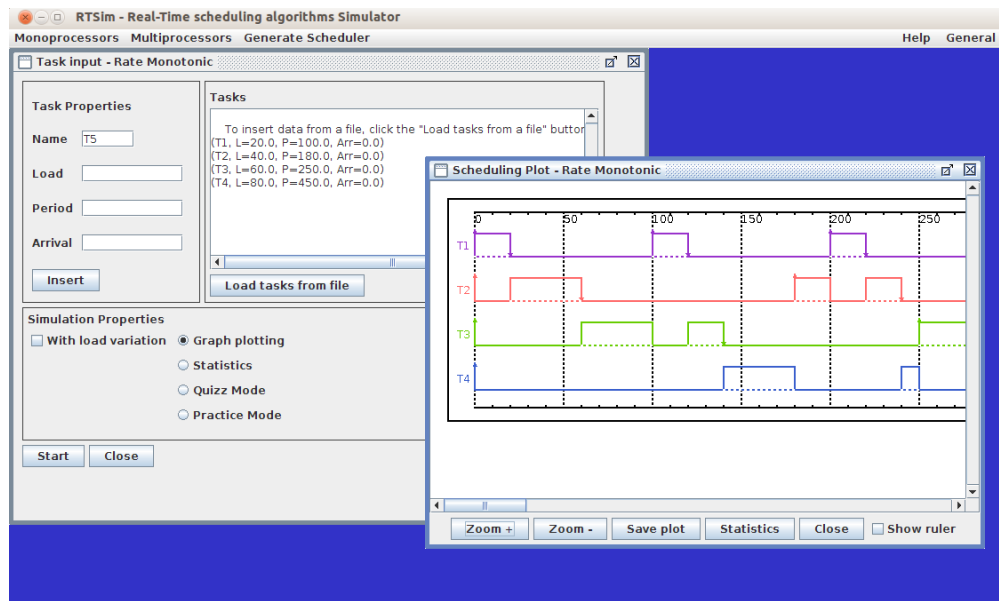 RTSim - Real-Time scheduling algorithms Simulator
Monoprocessors Multiprocessors Generate Scheduler Help General
Task input - Rate Monotonic
Task Properties
Name T5
Load
Period
Arrival
Insert
Tasks
To insert data from a file, click the "Load tasks from a file" button
(T1, L=20.0, P=100.0, Arr=0.0)
(T2, L=40.0, P=180.0, Arr=0.0)
(T3, L=60.0, P=250.0, Arr=0.0)
(T4, L=80.0, P=450.0, Arr=0.0)
Load tasks from file
Simulation Properties
With load variation Graph plotting
Statistics
Quizz Mode
Practice Mode
Start Close
Scheduling Plot - Rate Monotonic
0 50 100 150 200 250
T1
T2
T3
T4
Zoom + Zoom - Save plot Statistics Close Show ruler